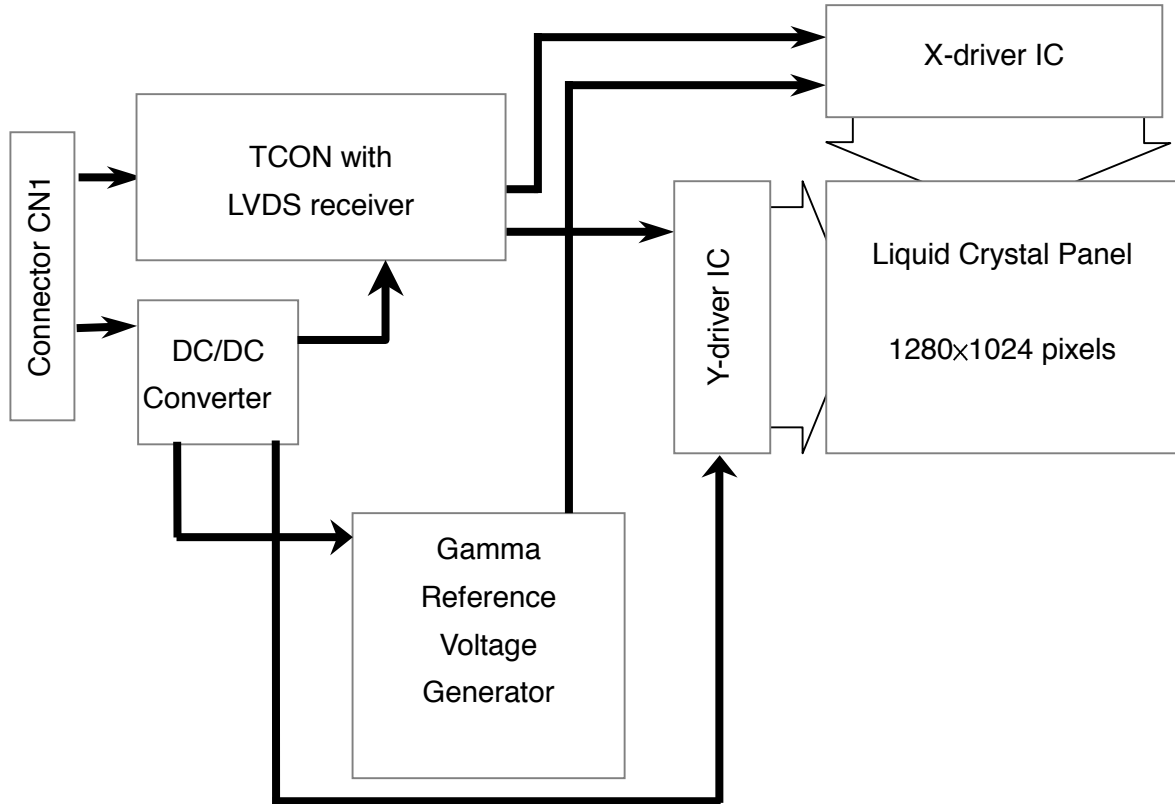 X-driver IC
TCON with
LVDS receiver
Connector CN1
Y-driver IC
Liquid Crystal Panel
1280×1024 pixels
DC/DC
Converter
Gamma
Reference
Voltage
Generator